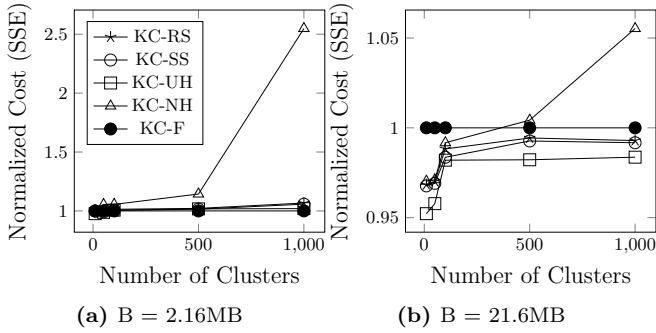 Normalized Cost (SSE)
2.5
2
1.5
1
KC-RS
KC-SS
KC-UH
KC-NH
KC-F
0
500
1,000
Number of Clusters
(a) B = 2.16MB
Normalized Cost (SSE)
1.05
1
0.95
0
500
1,000
Number of Clusters
(b) B = 21.6MB